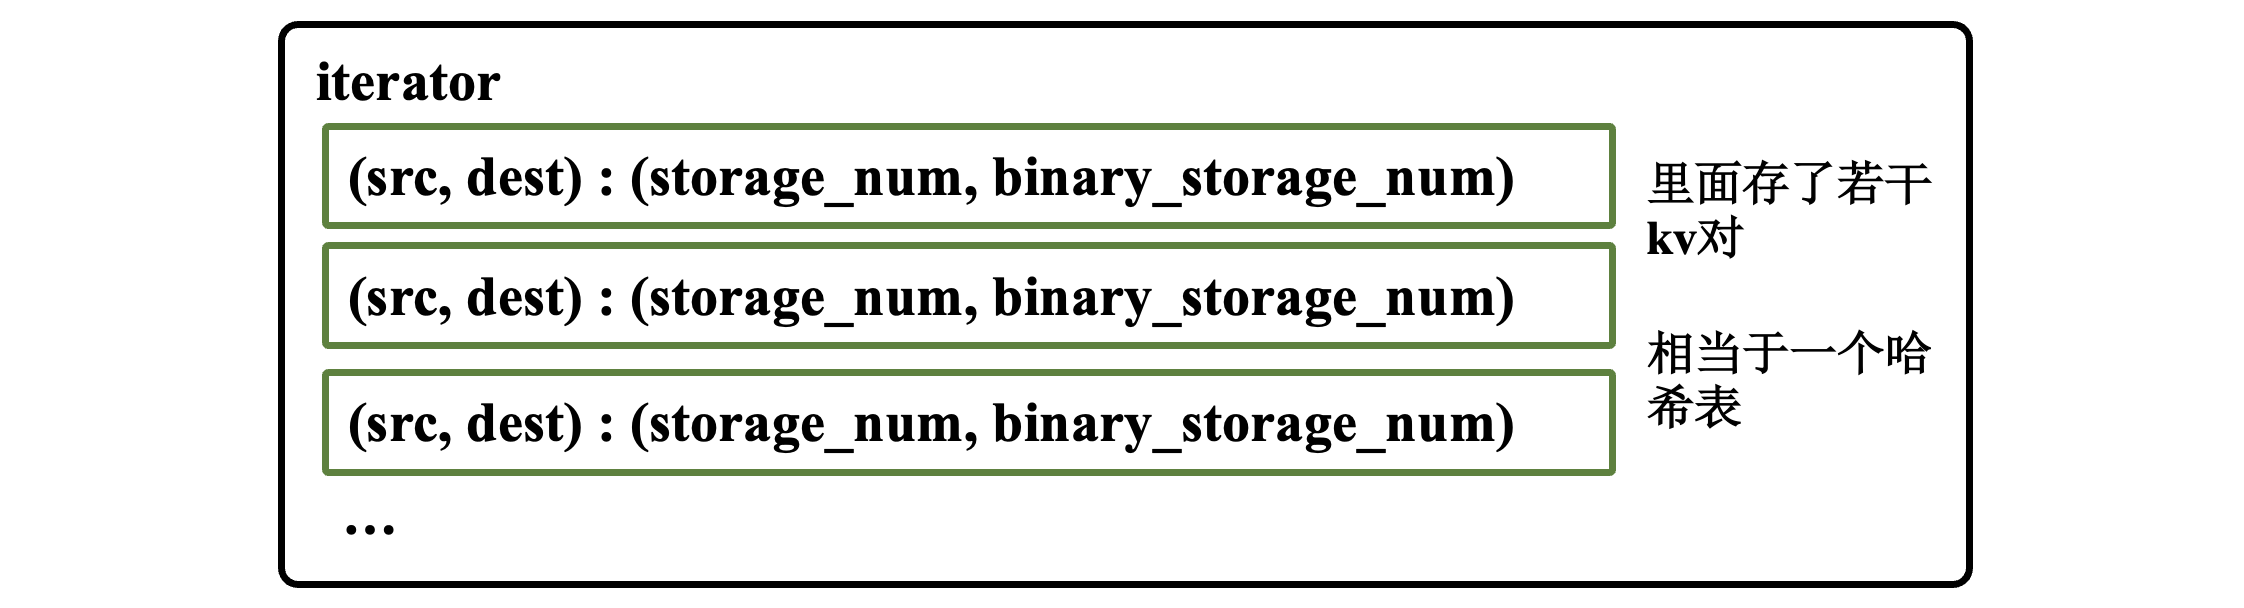 iterator
(src, dest) : (storage_num, binary_storage_num)
(src, dest) : (storage_num, binary_storage_num)
(src, dest) : (storage_num, binary_storage_num)
...
里面存了若干
kv对
相当于一个哈
希表